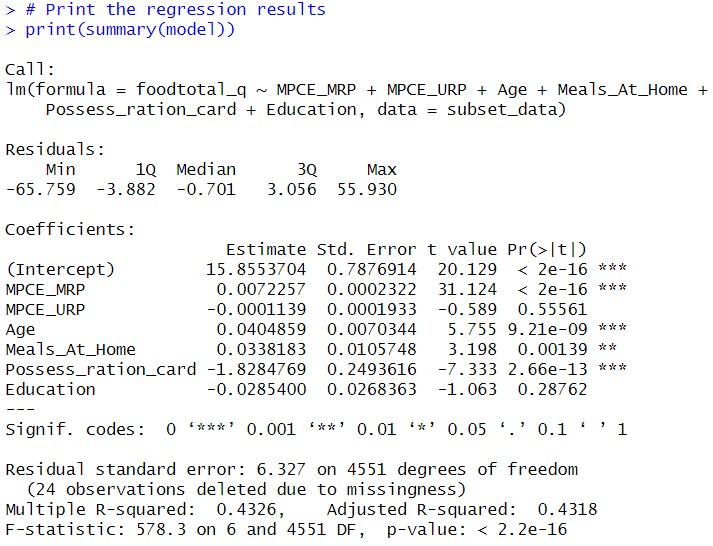 > # Print the regression results
> print(summary(model))
Call:
lm(formula = foodtotal_q ~ MPCE_MRP + MPCE_URP + Age + Meals_At_Home +
    Possess_ration_card + Education, data = subset_data)
Residuals:
    Min      1Q  Median      3Q     Max
-65.759  -3.882  -0.701   3.056  55.930
Coefficients:
                      Estimate Std. Error t value Pr(>|t|)
(Intercept)         15.8553704  0.7876914  20.129  < 2e-16 ***
MPCE_MRP             0.0072257  0.0002322  31.124  < 2e-16 ***
MPCE_URP            -0.0001139  0.0001933  -0.589  0.55561
Age                  0.0404859  0.0070344   5.755 9.21e-09 ***
Meals_At_Home        0.0338183  0.0105748   3.198  0.00139 **
Possess_ration_card -1.8284769  0.2493616  -7.333 2.66e-13 ***
Education           -0.0285400  0.0268363  -1.063  0.28762
---
Signif. codes:  0 ‘***’ 0.001 ‘**’ 0.01 ‘*’ 0.05 ‘.’ 0.1 ‘ ’ 1
Residual standard error: 6.327 on 4551 degrees of freedom
  (24 observations deleted due to missingness)
Multiple R-squared:  0.4326,    Adjusted R-squared:  0.4318
F-statistic: 578.3 on 6 and 4551 DF,  p-value: < 2.2e-16